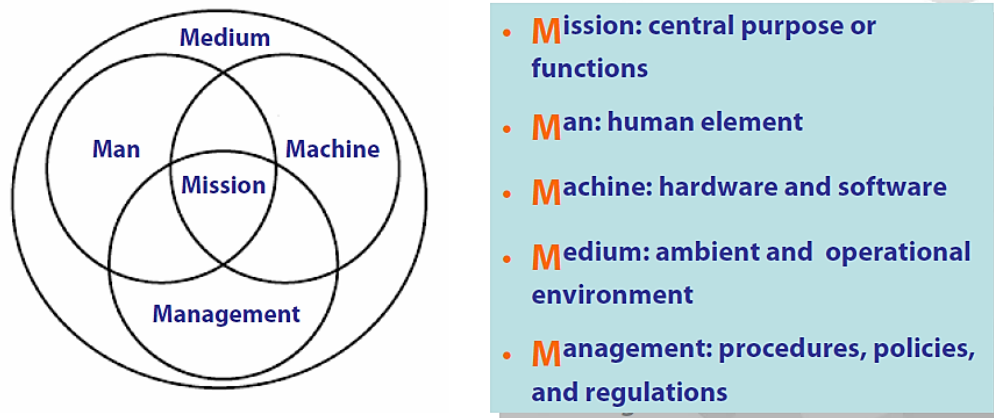 Medium
Man
Machine
Mission
Management
• Mission: central purpose or
functions
• Man: human element
• Machine: hardware and software
• Medium: ambient and operational
environment
• Management: procedures, policies,
and regulations